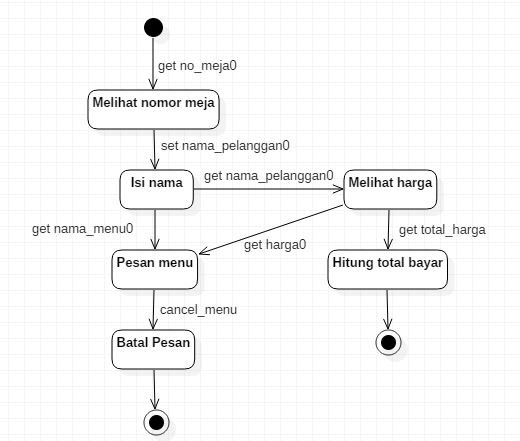 get no_meja0
Melihat nomor meja
set nama_pelanggan0
Isi nama
get nama_pelanggan0
Melihat harga
get nama_menu0
get harga0
get total_harga
Pesan menu
Hitung total bayar
cancel_menu
Batal Pesan